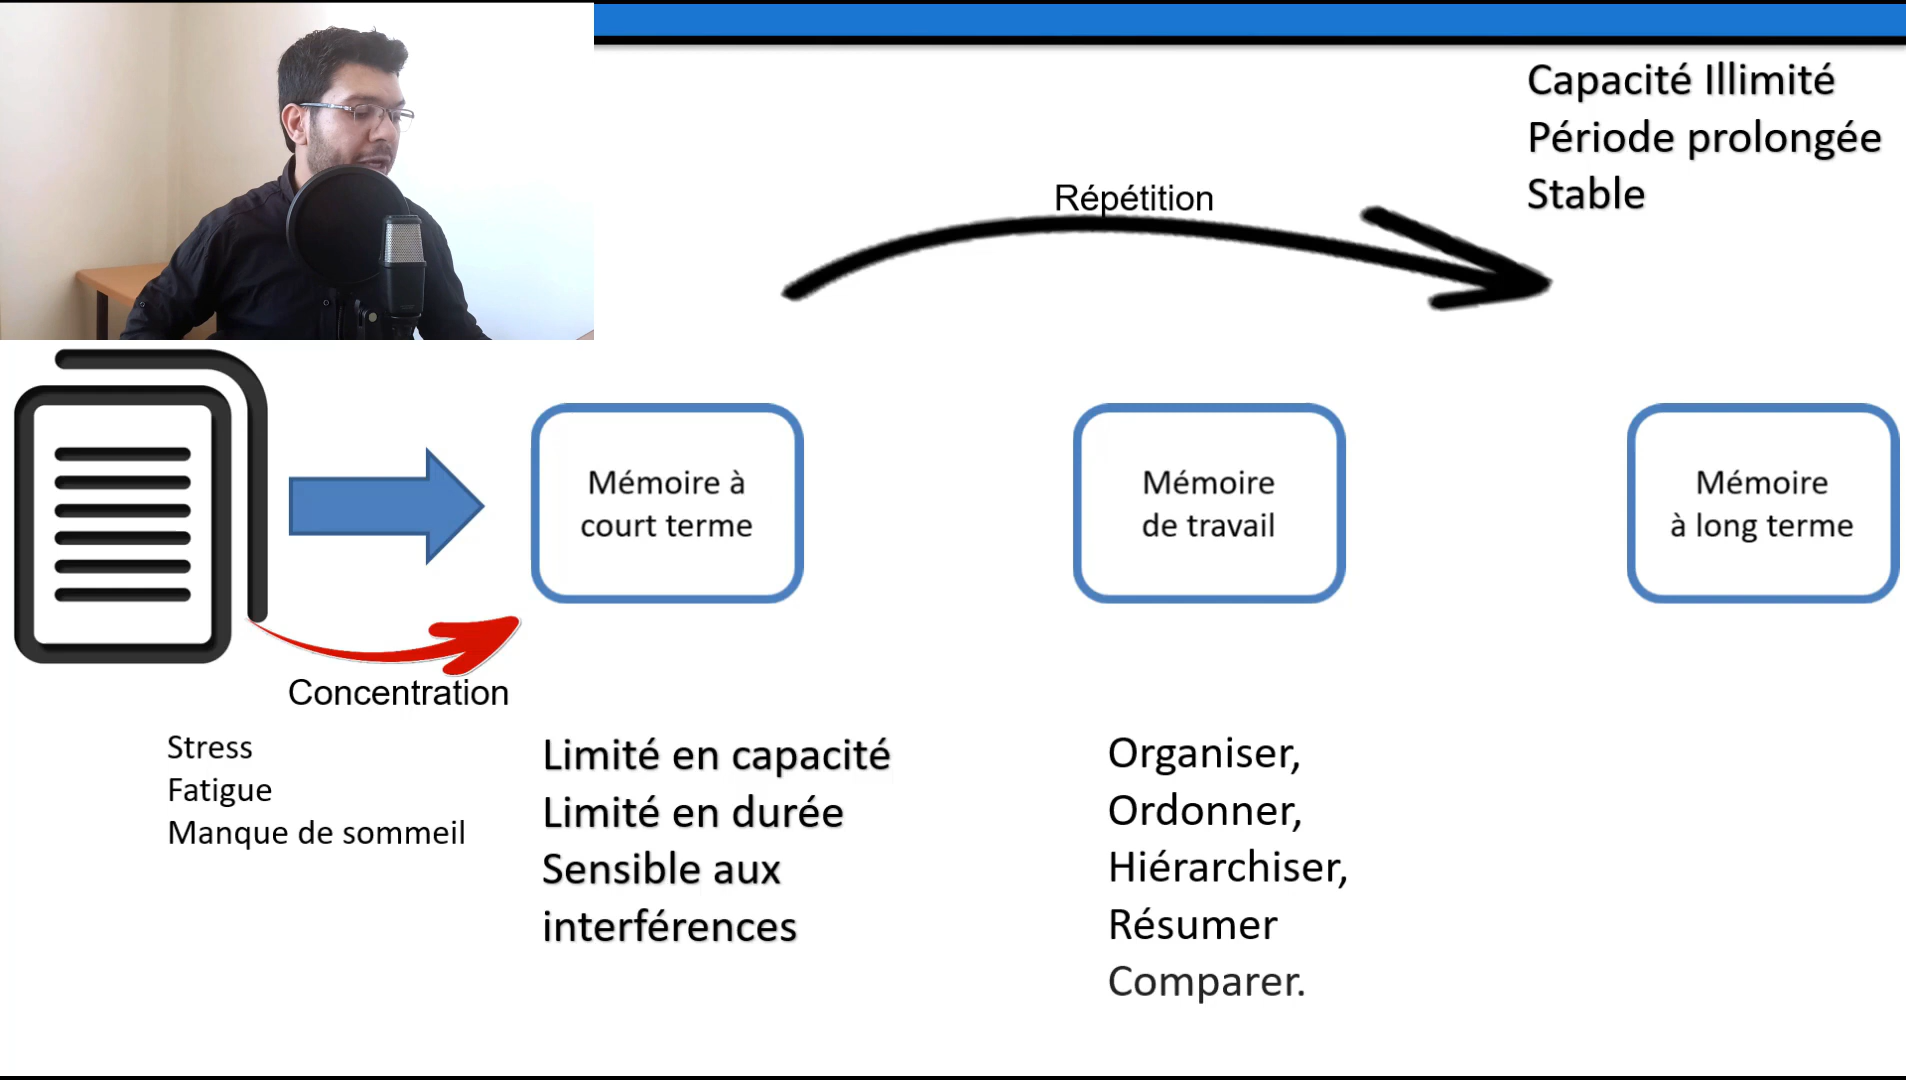 Capacité Illimité
Période prolongée
Stable
Répétition
Mémoire à
court terme
Mémoire
de travail
Mémoire
à long terme
Concentration
Stress
Fatigue
Manque de sommeil
Limité en capacité
Limité en durée
Sensible aux
interférences
Organiser,
Ordonner,
Hiérarchiser,
Résumer
Comparer.